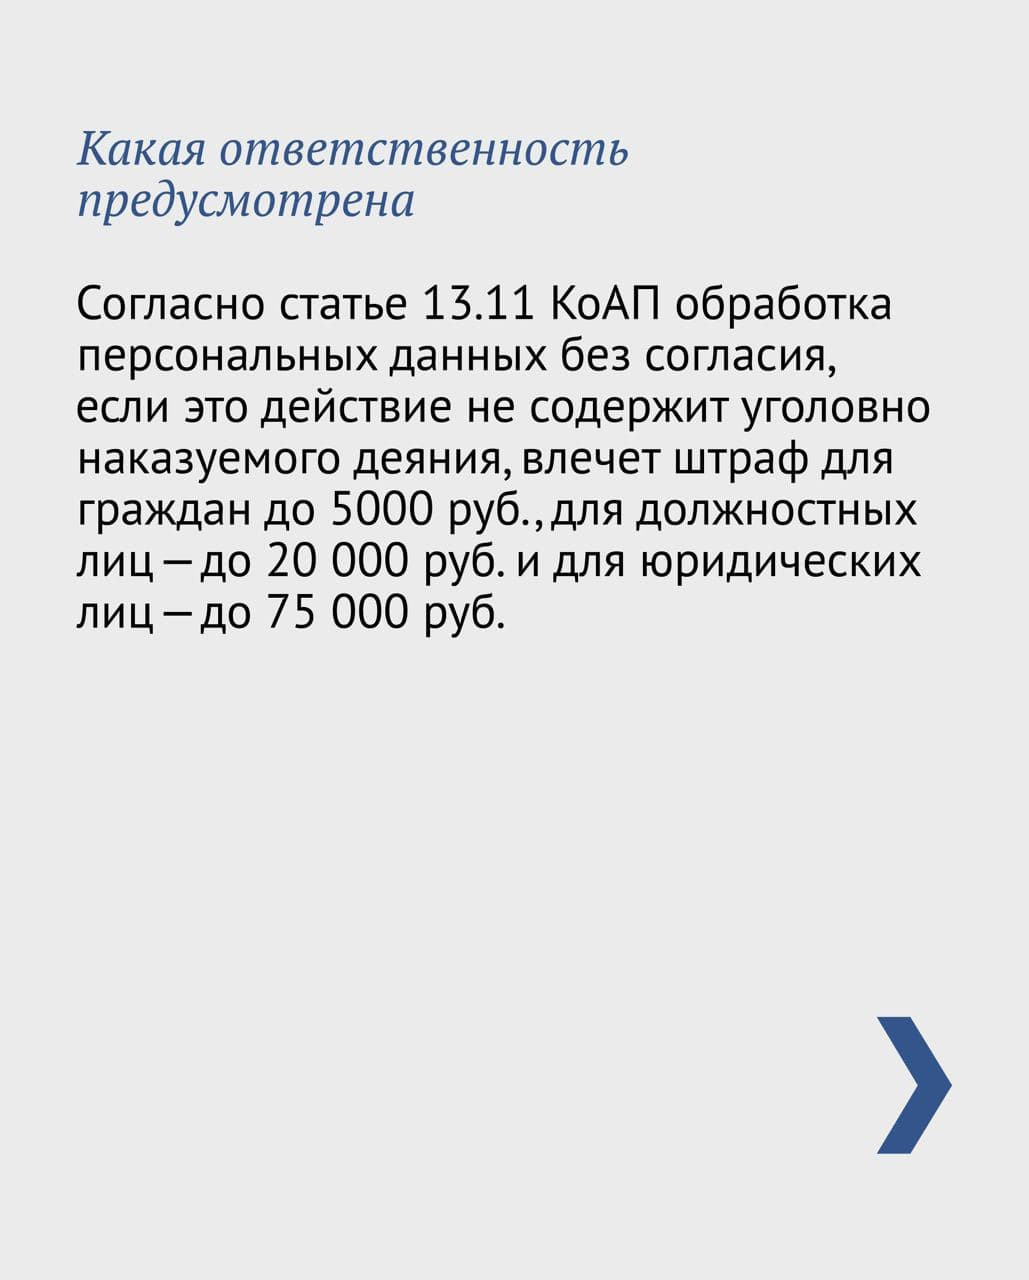 Какая ответственность
предусмотрена
Согласно статье 13.11 КоАП обработка
персональных данных без согласия,
если это действие не содержит уголовно
наказуемого деяния, влечет штраф для
граждан до 5000 руб., для должностных
лиц — до 20 000 руб. и для юридических
лиц — до 75 000 руб.